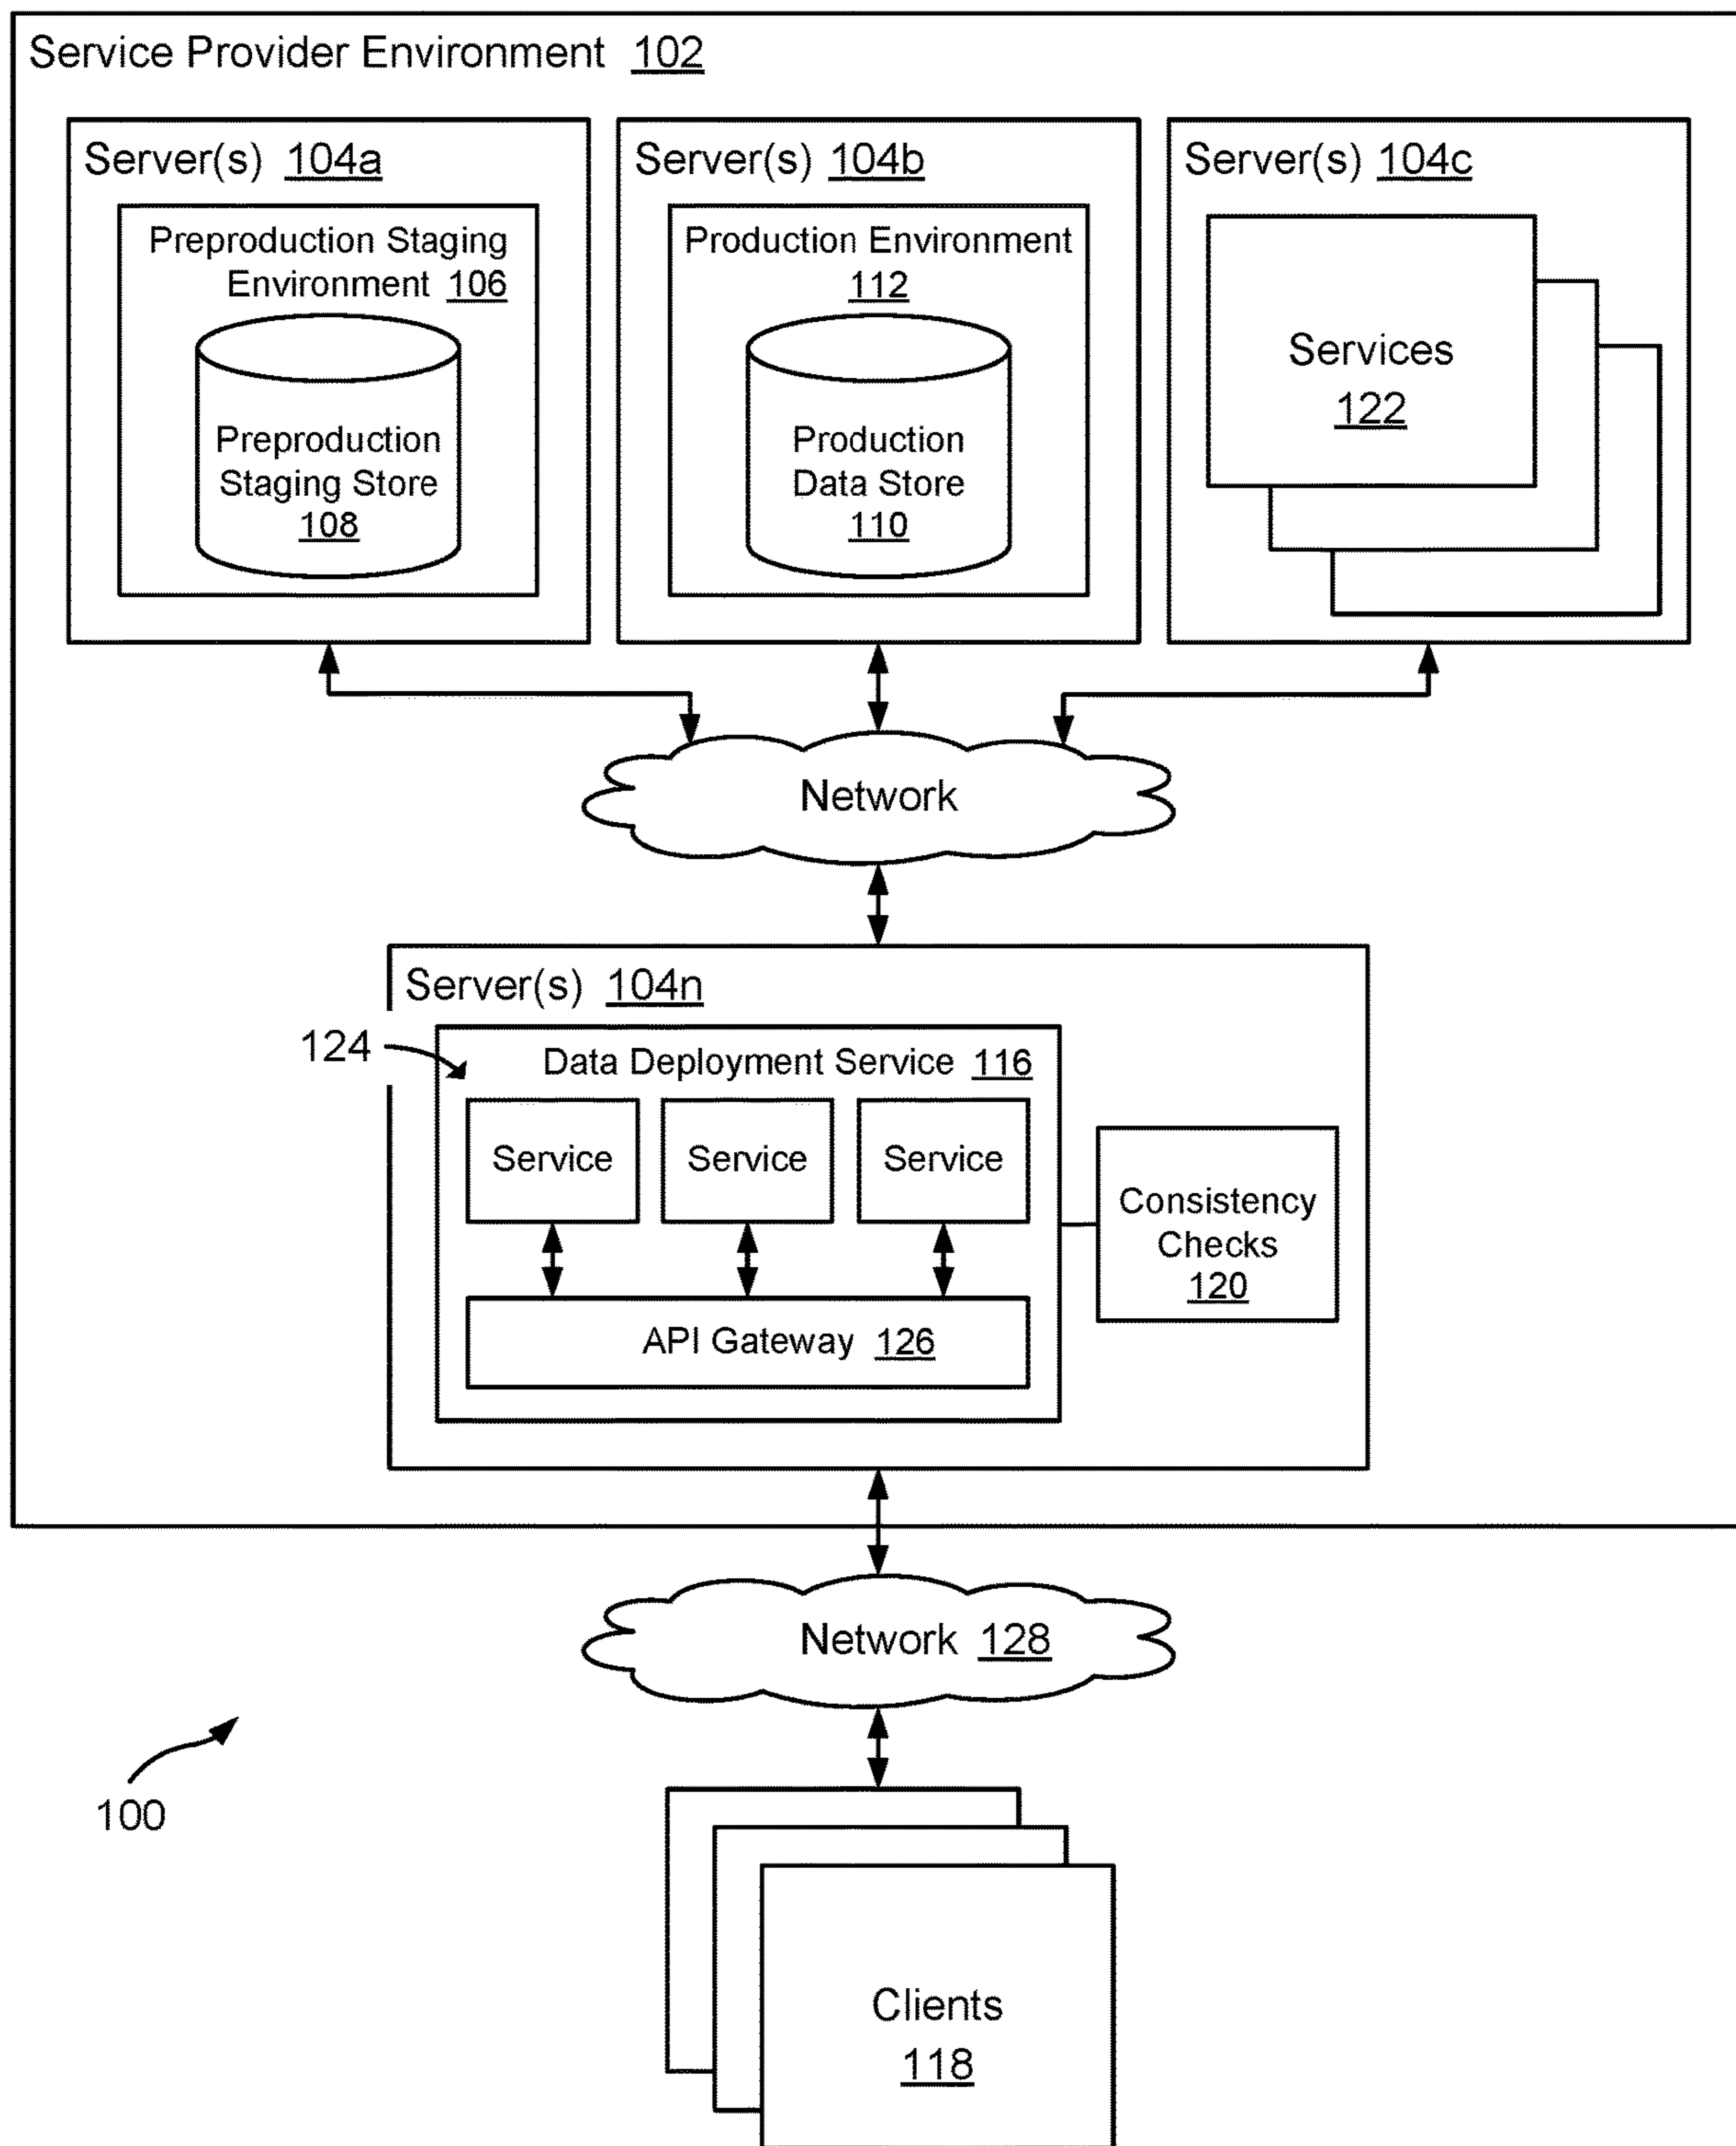 Service Provider Environment 102
Server(s) 104a
Preproduction Staging
Environment 106
Preproduction
Staging Store
108
Server(s) 104b
Production Environment
112
Production
Data Store
110
Server(s) 104c
Services
122
Network
Server(s) 104n
124
Data Deployment Service 116
Service
Service
Service
API Gateway 126
Consistency
Checks
120
Network 128
100
Clients
118